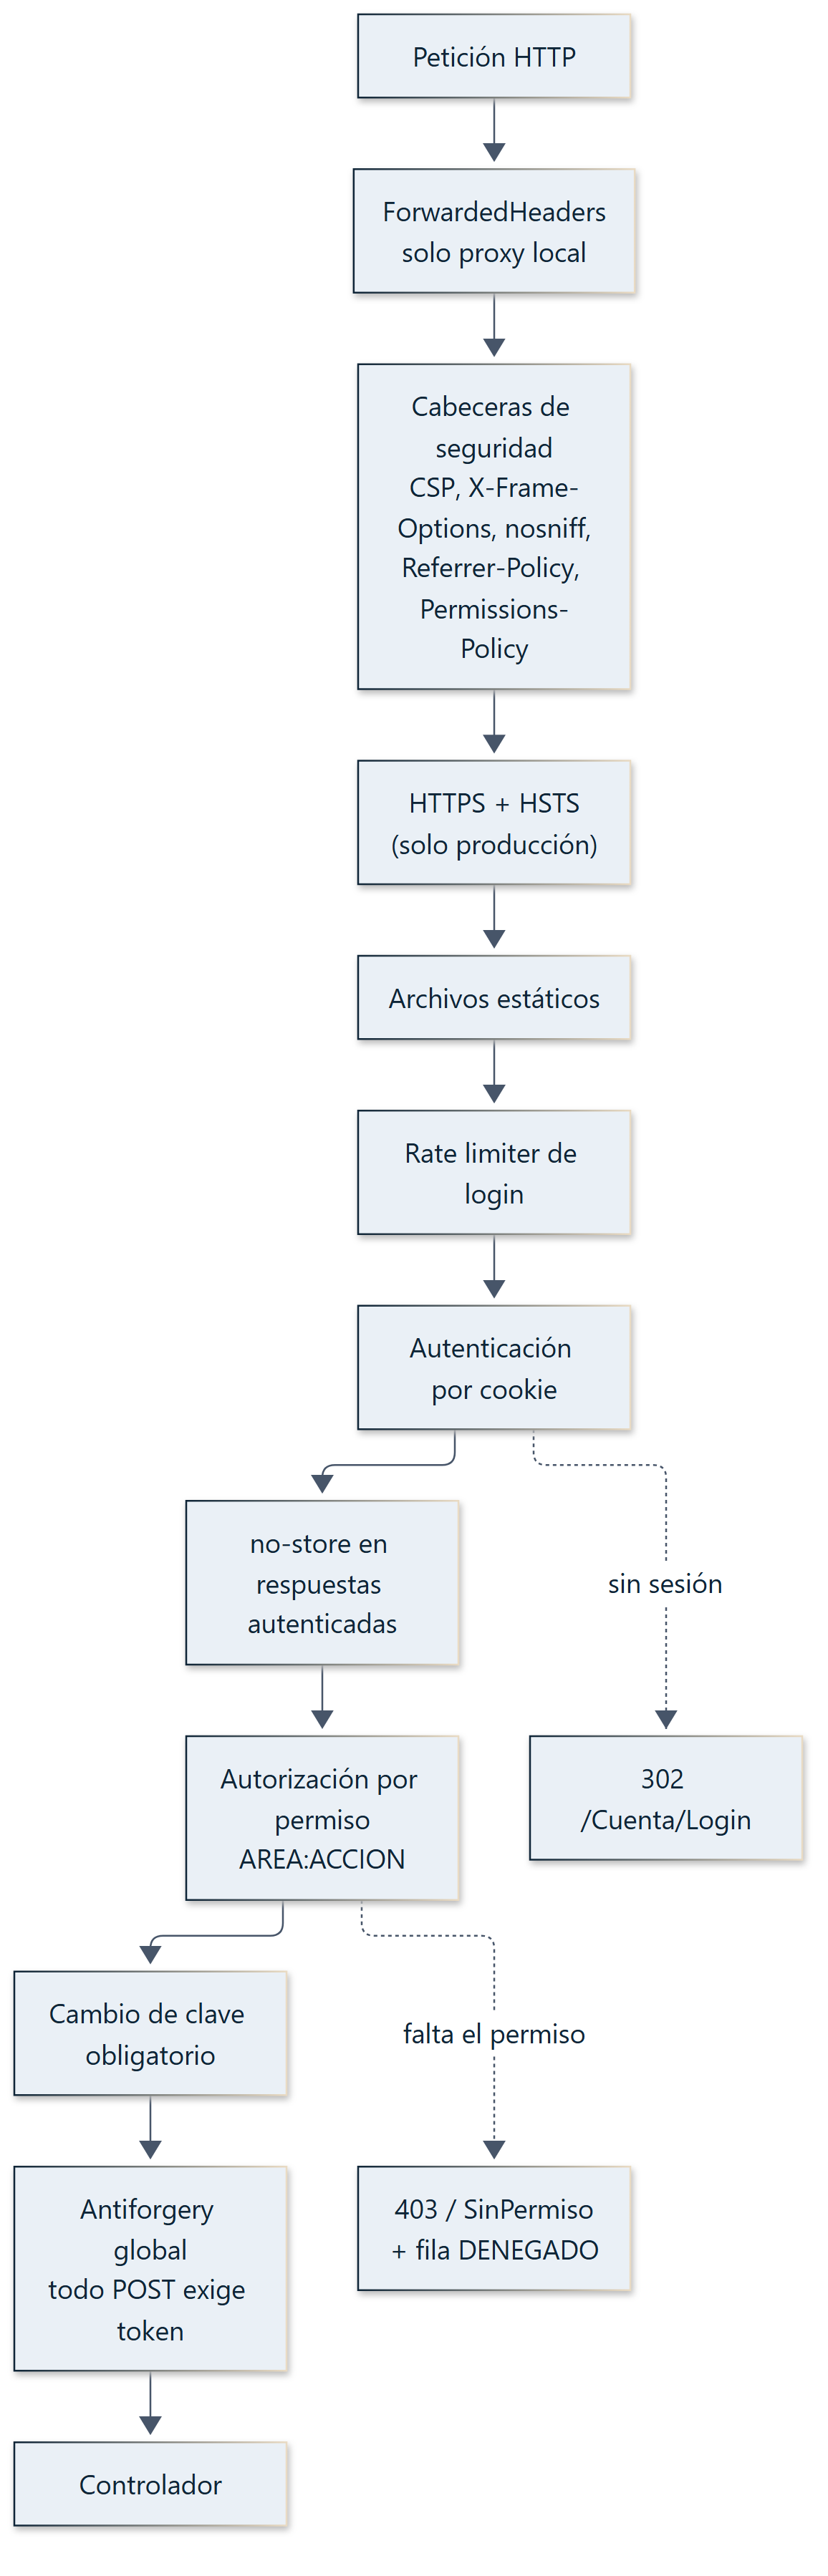 Petición HTTP
ForwardedHeaders
solo proxy local
Cabeceras de
seguridad
CSP, X-Frame-
Options, nosniff,
Referrer-Policy,
Permissions-
Policy
HTTPS + HSTS
(solo producción)
Archivos estáticos
Rate limiter de
login
Autenticación
por cookie
no-store en
respuestas
autenticadas
sin sesión
Autorización por
permiso
AREA:ACCION
302
/Cuenta/Login
Cambio de clave
obligatorio
falta el permiso
Antiforgery
global
todo POST exige
token
403 / SinPermiso
+ fila DENEGADO
Controlador